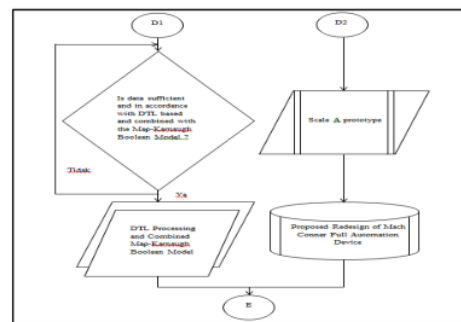 D1
D2
Is data sufficient
and in accordance
with DTL based
and combined with
the Map-Karnaugh
Boolean Model..?
Scale A prototype
Tidak
Ya
DTL Processing
and Combined
Map-Karnaugh
Boolean Model
Proposed Redesign of Mach
Conner Full Automation
Device
E